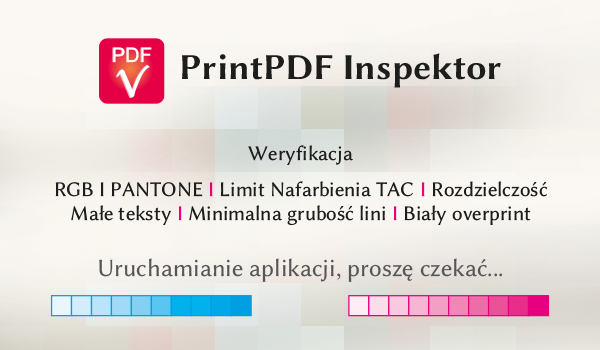 PDF
PrintPDF Inspektor
Weryfikacja
RGB I PANTONE I Limit Nafarbienia TAC I Rozdzielczość
Małe teksty I Minimalna grubość lini I Biały overprint
Uruchamianie aplikacji, proszę czekać...